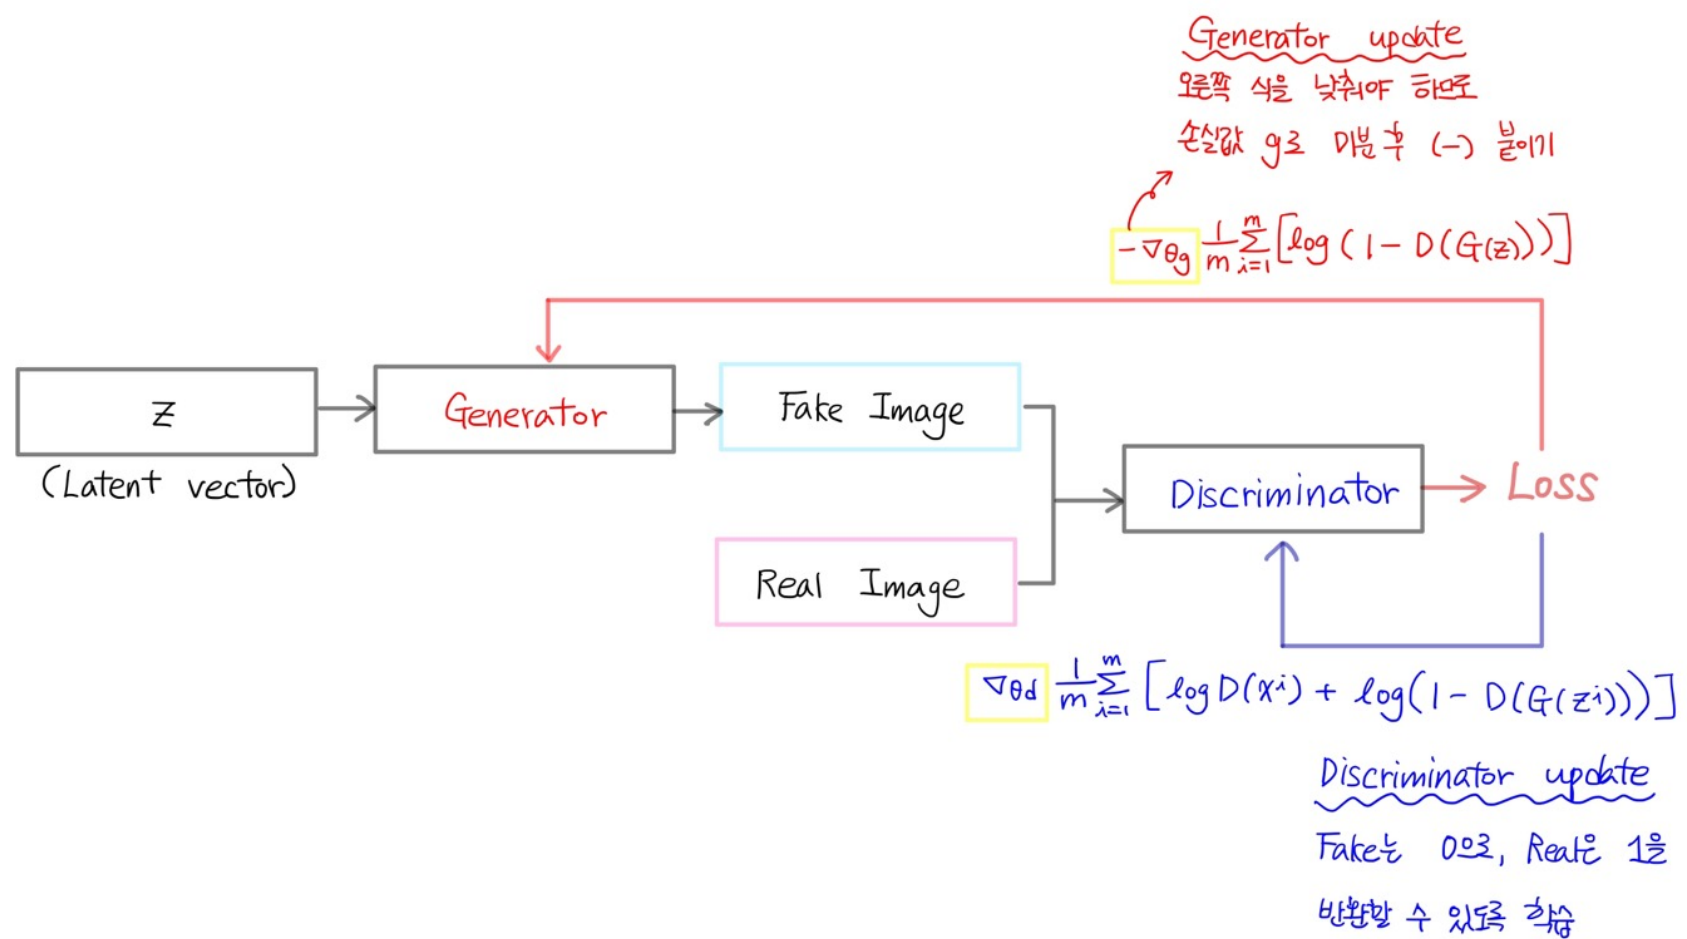 Generator update
오른쪽 식을 낮춰야 하므로
손실값 g로 미분 후 (-) 붙이기
-∇θg 1/m Σ i=1 m [log(1-D(G(z)))]
z
(Latent vector)
Generator
Fake Image
Real Image
Discriminator
Loss
∇θd 1/m Σ i=1 m [log D(xⁱ) + log(1-D(G(zⁱ)))]
Discriminator update
Fake는 0으로, Real은 1을
반환할 수 있도록 학습